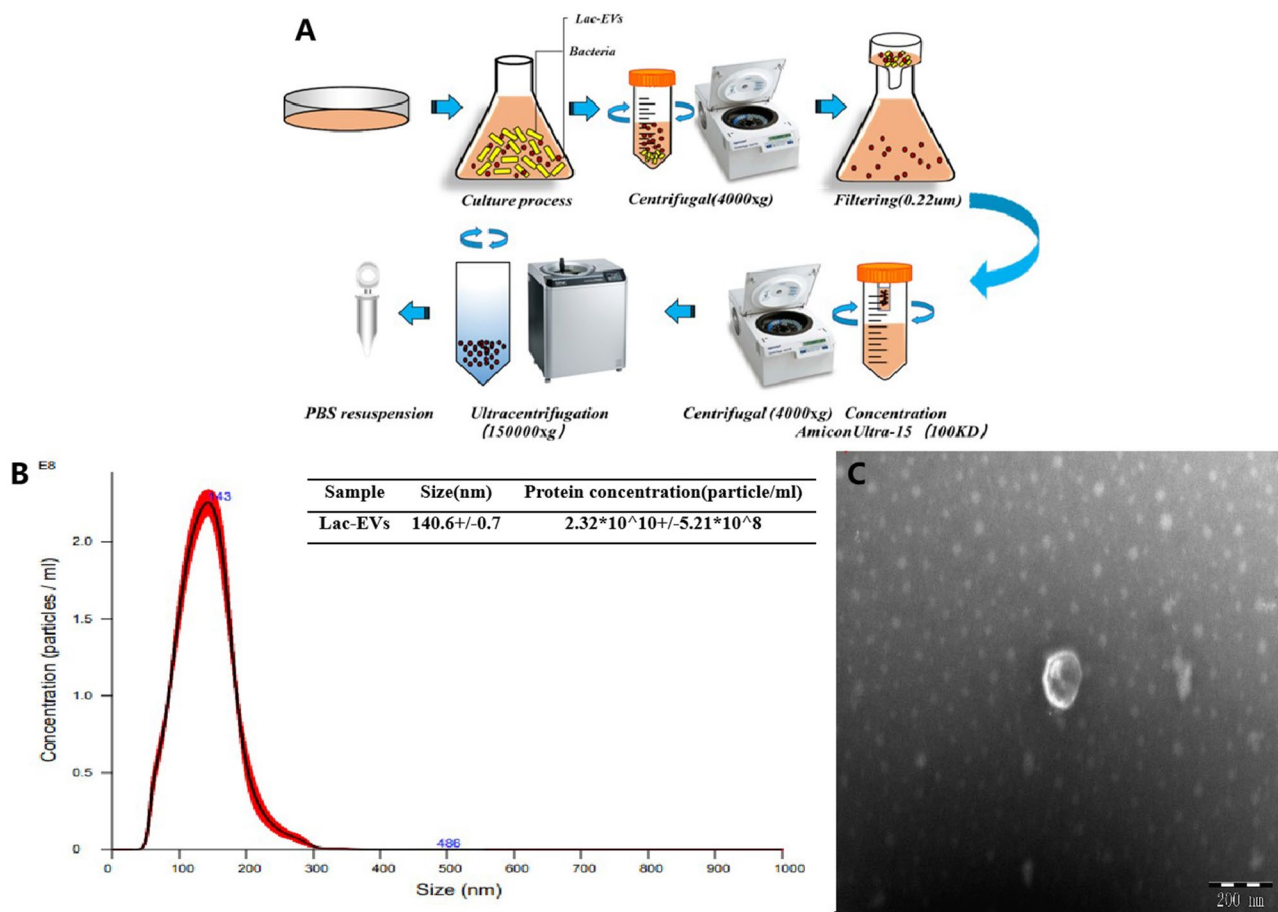 A
Lac-EVs
Bacteria
Culture process
Centrifugal(4000xg)
Filtering(0.22um)
PBS resuspension
Ultracentrifugation
(150000xg)
Centrifugal (4000xg)
Concentration
Amicon Ultra-15 (100KD)
B
E8
143
2.0
1.5
1.0
0.5
0
486
0 100 200 300 400 500 600 700 800 900 1000
Concentration (particles / ml)
Size (nm)
Sample Size(nm) Protein concentration(particle/ml)
Lac-EVs 140.6+/-0.7 2.32*10^10+/-5.21*10^8
C
200 nm